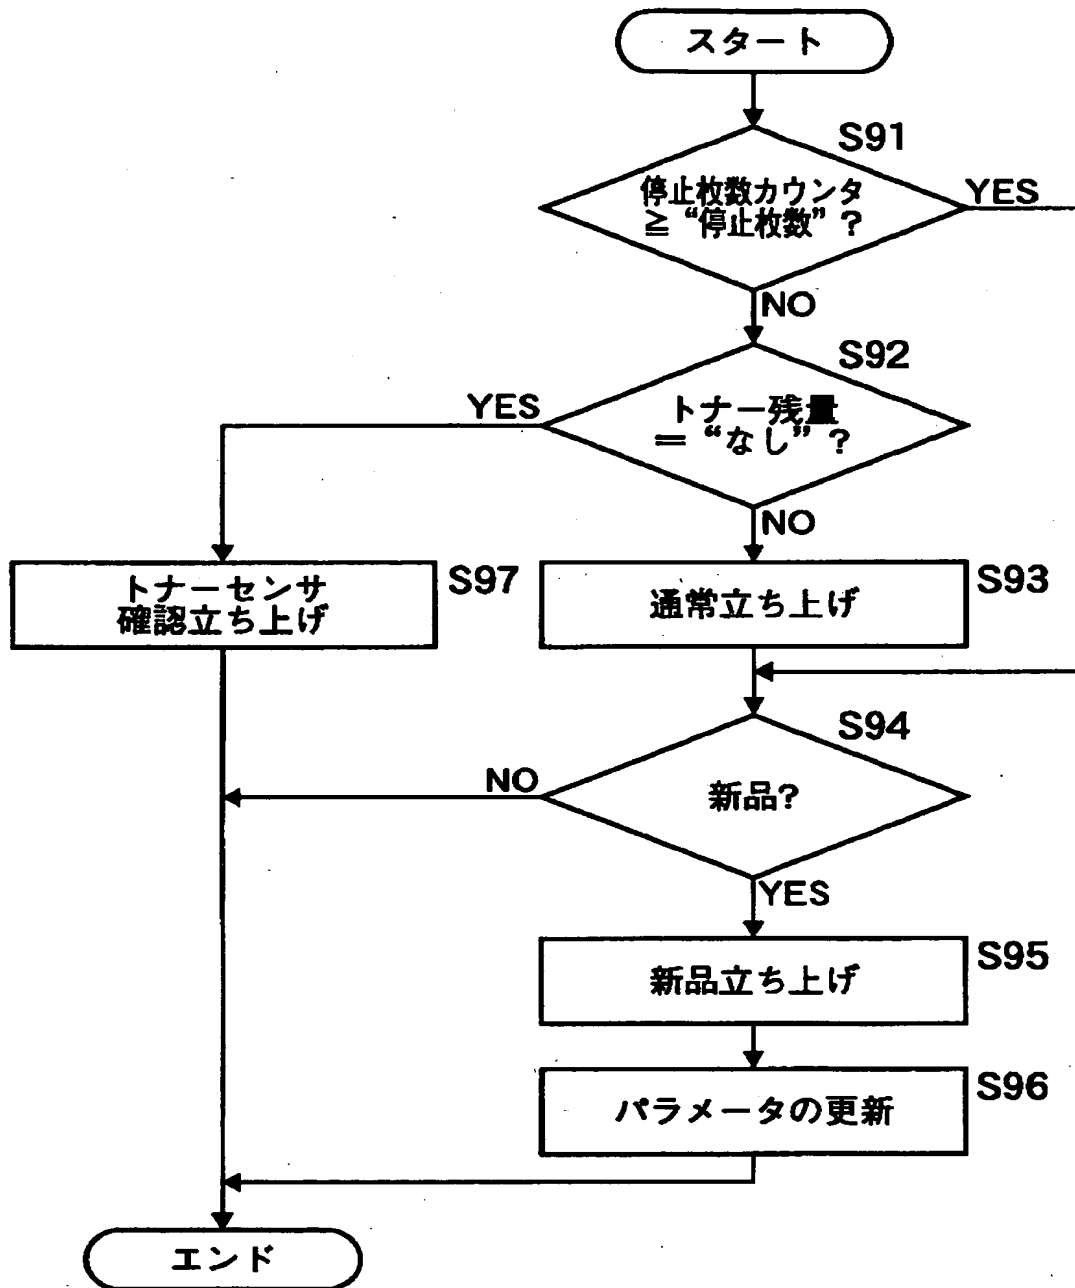 スタート
S91
停止枚数カウンタ
≧ “停止枚数” ?
YES
NO
S92
トナー残量
= “なし” ?
YES
NO
トナーセンサ
確認立ち上げ
S97
通常立ち上げ
S93
S94
新品?
NO
YES
新品立ち上げ
S95
パラメータの更新
S96
エンド